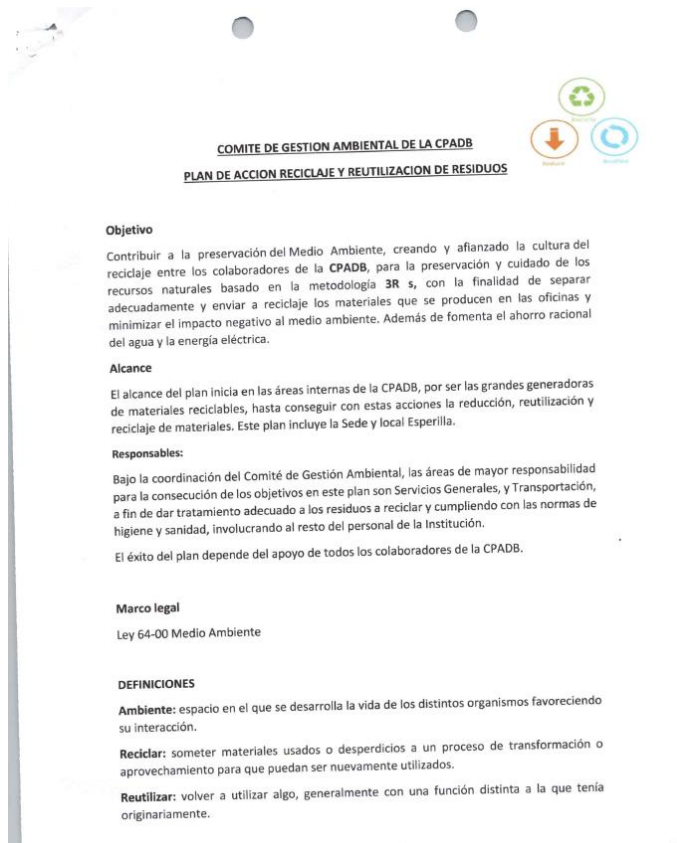 COMITE DE GESTION AMBIENTAL DE LA CPADB
PLAN DE ACCION RECICLAJE Y REUTILIZACION DE RESIDUOS
Objetivo
Contribuir a la preservación del Medio Ambiente, creando y afianzado la cultura del
reciclaje entre los colaboradores de la CPADB, para la preservación y cuidado de los
recursos naturales basado en la metodología 3R s, con la finalidad de separar
adecuadamente y enviar a reciclaje los materiales que se producen en las oficinas y
minimizar el impacto negativo al medio ambiente. Además de fomenta el ahorro racional
del agua y la energía eléctrica.
Alcance
El alcance del plan inicia en las áreas internas de la CPADB, por ser las grandes generadoras
de materiales reciclables, hasta conseguir con estas acciones la reducción, reutilización y
reciclaje de materiales. Este plan incluye la Sede y local Esperilla.
Responsables:
Bajo la coordinación del Comité de Gestión Ambiental, las áreas de mayor responsabilidad
para la consecución de los objetivos en este plan son Servicios Generales, y Transportación,
a fin de dar tratamiento adecuado a los residuos a reciclar y cumpliendo con las normas de
higiene y sanidad, involucrando al resto del personal de la Institución.
El éxito del plan depende del apoyo de todos los colaboradores de la CPADB.
Marco legal
Ley 64-00 Medio Ambiente
DEFINICIONES
Ambiente: espacio en el que se desarrolla la vida de los distintos organismos favoreciendo
su interacción.
Reciclar: someter materiales usados o desperdicios a un proceso de transformación o
aprovechamiento para que puedan ser nuevamente utilizados.
Reutilizar: volver a utilizar algo, generalmente con una función distinta a la que tenía
originariamente.